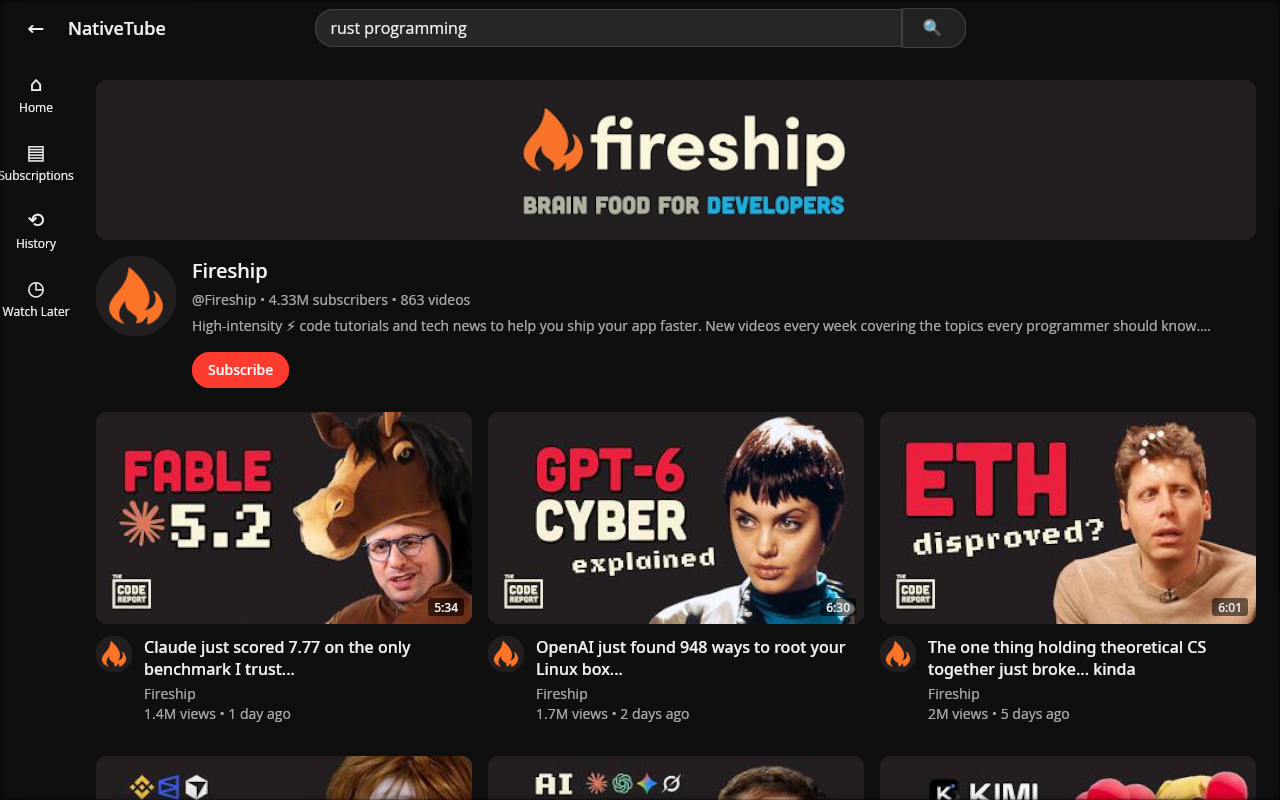 ← NativeTube
rust programming
Home
Subscriptions
History
Watch Later
fireship
BRAIN FOOD FOR DEVELOPERS
Fireship
@Fireship • 4.33M subscribers • 863 videos
High-intensity ⚡ code tutorials and tech news to help you ship your app faster. New videos every week covering the topics every programmer should know....
Subscribe
FABLE
5.2
THE
CODE
REPORT
5:34
Claude just scored 7.77 on the only
benchmark I trust...
Fireship
1.4M views • 1 day ago
GPT-6
CYBER
explained
THE
CODE
REPORT
6:30
OpenAI just found 948 ways to root your
Linux box...
Fireship
1.7M views • 2 days ago
ETH
disproved?
THE
CODE
REPORT
6:01
The one thing holding theoretical CS
together just broke... kinda
Fireship
2M views • 5 days ago
AI
K KIMI